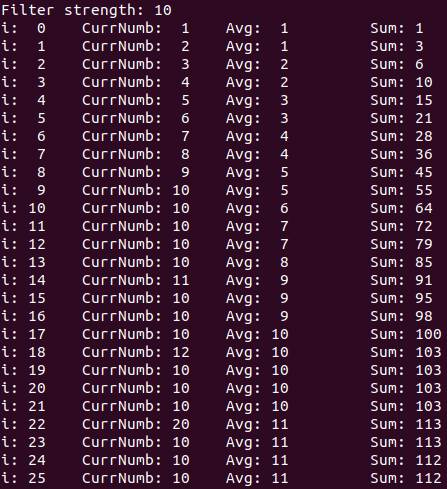 Filter strength: 10
i:  0    CurrNumb:  1    Avg:  1         Sum: 1
i:  1    CurrNumb:  2    Avg:  1         Sum: 3
i:  2    CurrNumb:  3    Avg:  2         Sum: 6
i:  3    CurrNumb:  4    Avg:  2         Sum: 10
i:  4    CurrNumb:  5    Avg:  3         Sum: 15
i:  5    CurrNumb:  6    Avg:  3         Sum: 21
i:  6    CurrNumb:  7    Avg:  4         Sum: 28
i:  7    CurrNumb:  8    Avg:  4         Sum: 36
i:  8    CurrNumb:  9    Avg:  5         Sum: 45
i:  9    CurrNumb: 10    Avg:  5         Sum: 55
i: 10    CurrNumb: 10    Avg:  6         Sum: 64
i: 11    CurrNumb: 10    Avg:  7         Sum: 72
i: 12    CurrNumb: 10    Avg:  7         Sum: 79
i: 13    CurrNumb: 10    Avg:  8         Sum: 85
i: 14    CurrNumb: 11    Avg:  9         Sum: 91
i: 15    CurrNumb: 10    Avg:  9         Sum: 95
i: 16    CurrNumb: 10    Avg:  9         Sum: 98
i: 17    CurrNumb: 10    Avg: 10         Sum: 100
i: 18    CurrNumb: 12    Avg: 10         Sum: 103
i: 19    CurrNumb: 10    Avg: 10         Sum: 103
i: 20    CurrNumb: 10    Avg: 10         Sum: 103
i: 21    CurrNumb: 10    Avg: 10         Sum: 103
i: 22    CurrNumb: 20    Avg: 11         Sum: 113
i: 23    CurrNumb: 10    Avg: 11         Sum: 113
i: 24    CurrNumb: 10    Avg: 11         Sum: 112
i: 25    CurrNumb: 10    Avg: 11         Sum: 112